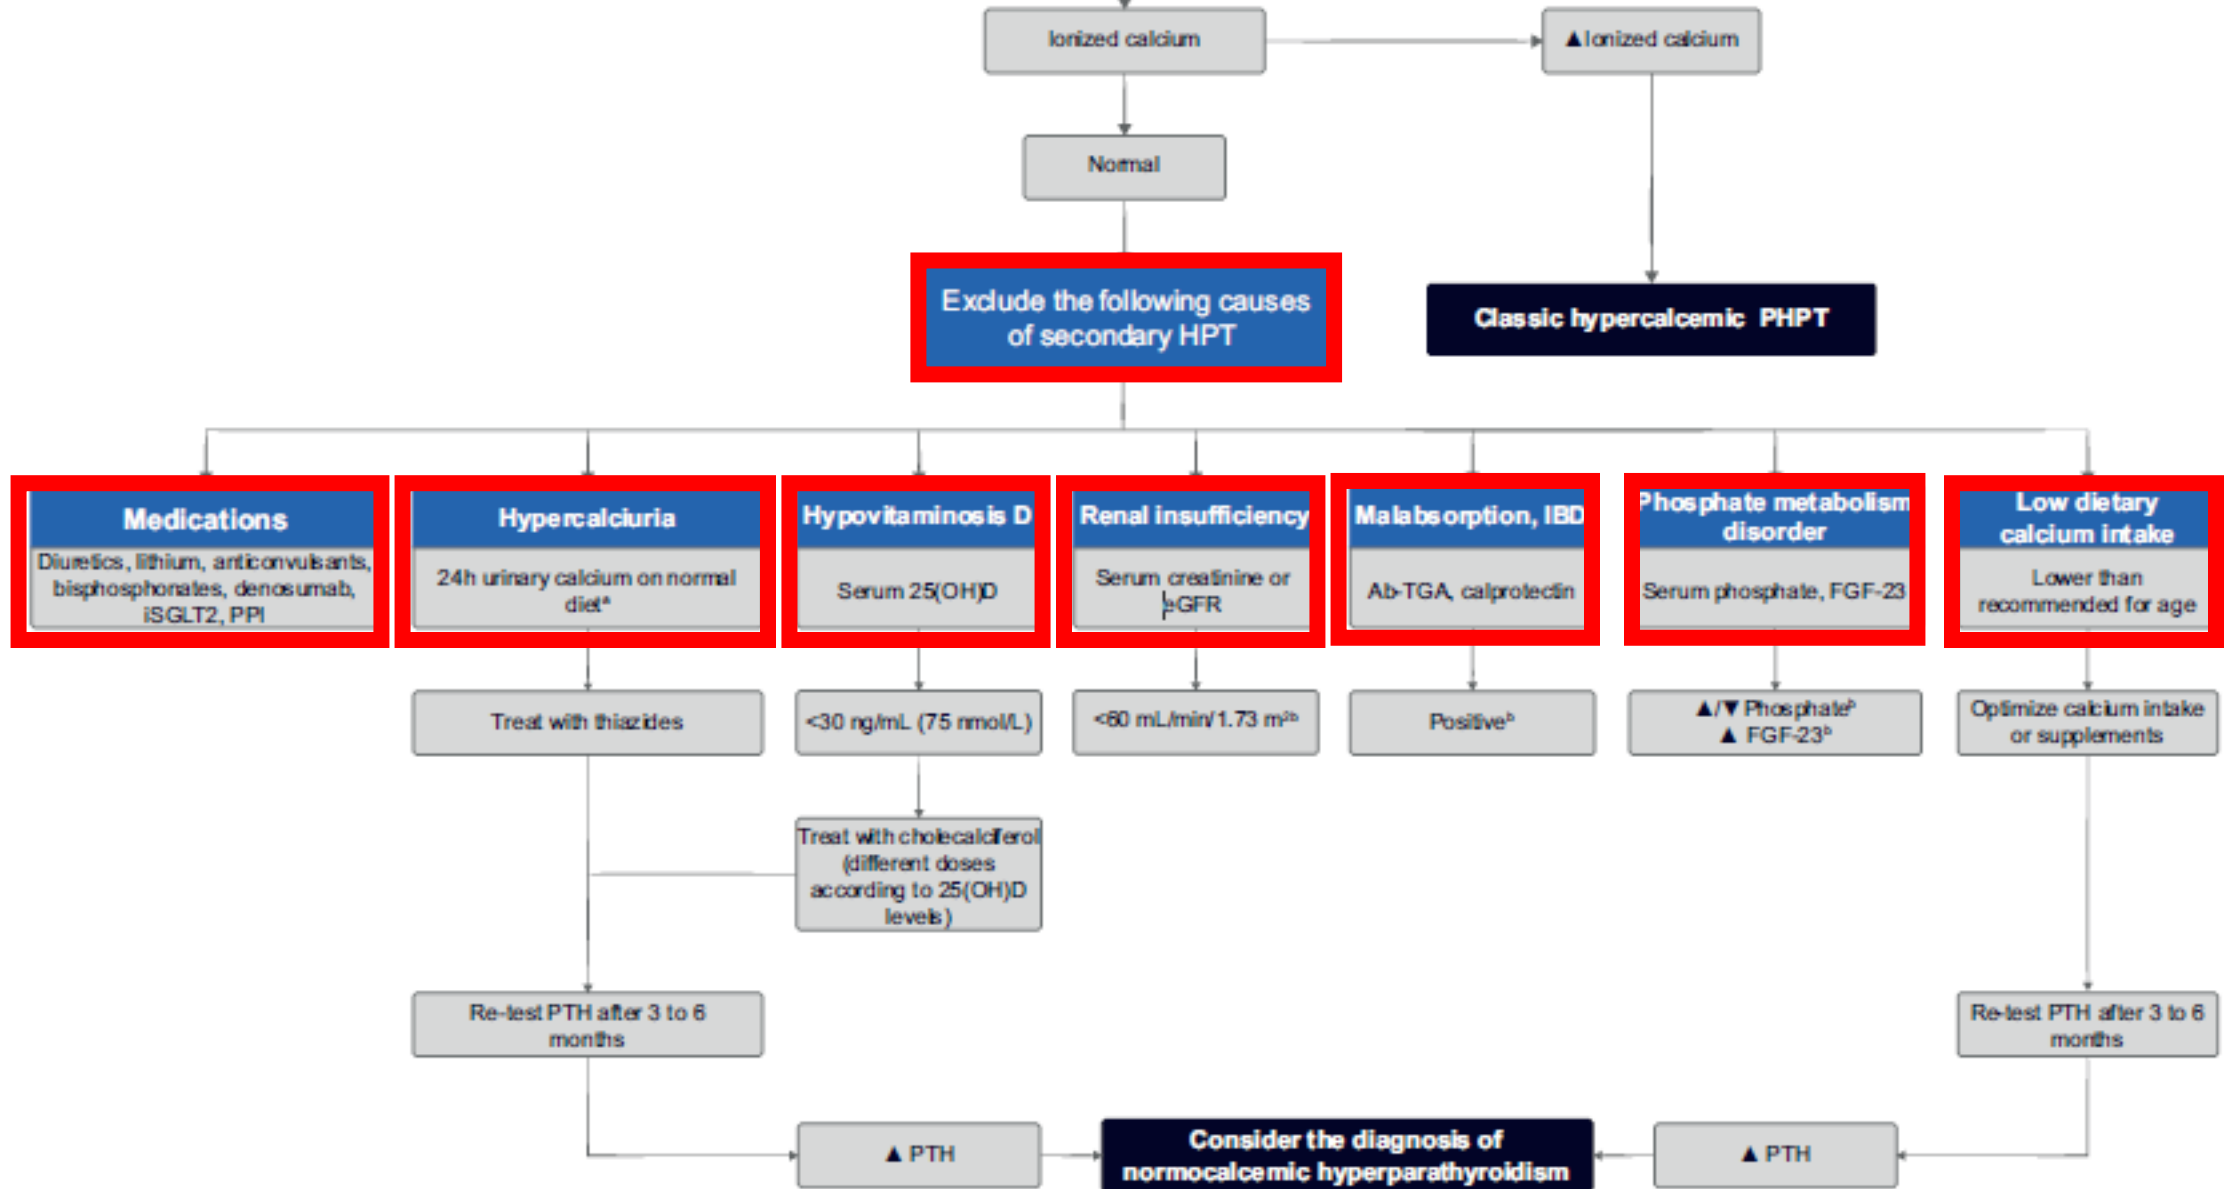 Ionized calcium
▲Ionized calcium
Normal
Exclude the following causes
of secondary HPT
Classic hypercalcemic PHPT
Medications
Diuretics, lithium, anticonvulsants,
bisphosphonates, denosumab,
iSGLT2, PPI
Hypercalciuria
24h urinary calcium on normal
dietᵃ
Hypovitaminosis D
Serum 25(OH)D
Renal insufficiency
Serum creatinine or
eGFR
Malabsorption, IBD
Ab-TGA, calprotectin
Phosphate metabolism
disorder
Serum phosphate, FGF-23
Low dietary
calcium intake
Lower than
recommended for age
Treat with thiazides
<30 ng/mL (75 nmol/L)
<60 mL/min/1.73 m²ᵇ
Positiveᵇ
▲/▼ Phosphateᵇ
▲ FGF-23ᵇ
Optimize calcium intake
or supplements
Treat with cholecalciferol
(different doses
according to 25(OH)D
levels)
Re-test PTH after 3 to 6
months
Re-test PTH after 3 to 6
months
▲ PTH
Consider the diagnosis of
normocalcemic hyperparathyroidism
▲ PTH